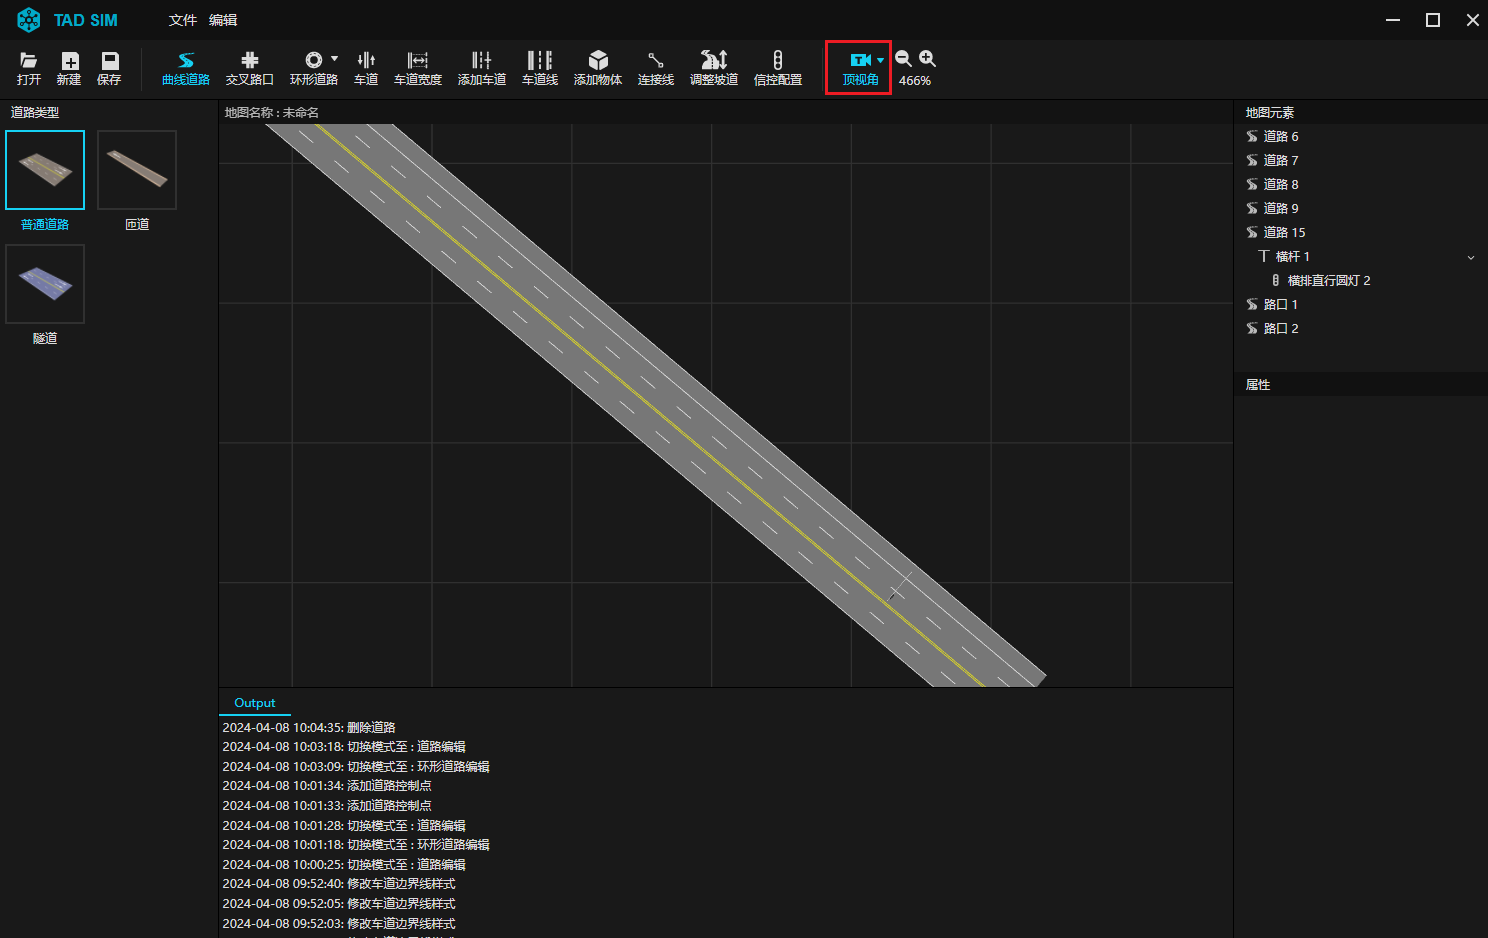 TAD SIM 文件 编辑
打开 新建 保存 曲线道路 交叉路口 环形道路 车道 车道宽度 添加车道 车道线 添加物体 连接线 调整坡道 信控配置 顶视角 466%
道路类型
普通道路 匝道
隧道
地图名称 : 未命名
地图元素
道路 6
道路 7
道路 8
道路 9
道路 15
横杆 1
横排直行圆灯 2
路口 1
路口 2
属性
Output
2024-04-08 10:04:35: 删除道路
2024-04-08 10:03:18: 切换模式至 : 道路编辑
2024-04-08 10:03:09: 切换模式至 : 环形道路编辑
2024-04-08 10:01:34: 添加道路控制点
2024-04-08 10:01:33: 添加道路控制点
2024-04-08 10:01:28: 切换模式至 : 道路编辑
2024-04-08 10:01:18: 切换模式至 : 环形道路编辑
2024-04-08 10:00:25: 切换模式至 : 道路编辑
2024-04-08 09:52:40: 修改车道边界线样式
2024-04-08 09:52:05: 修改车道边界线样式
2024-04-08 09:52:03: 修改车道边界线样式